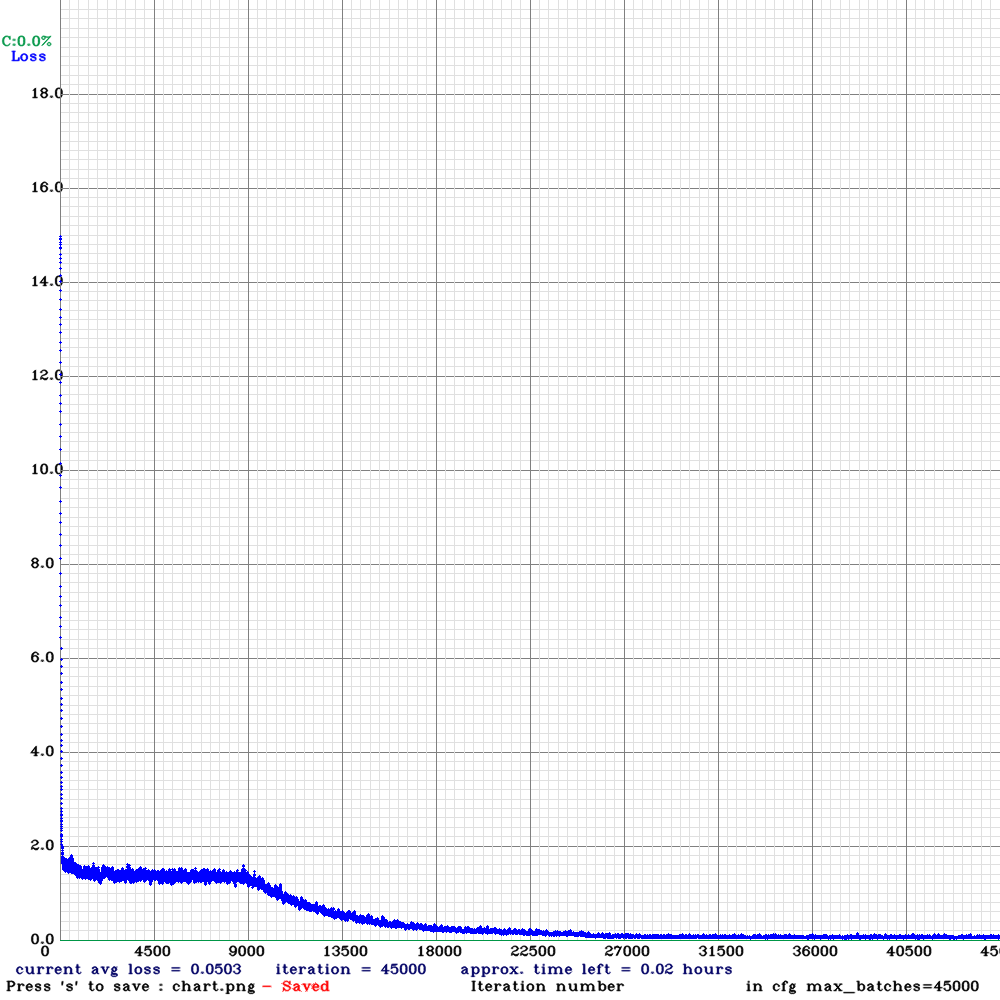 C:0.0%
Loss
18.0
16.0
14.0
12.0
10.0
8.0
6.0
4.0
2.0
0.0
0 4500 9000 13500 18000 22500 27000 31500 36000 40500 45
current avg loss = 0.0503 iteration = 45000 approx. time left = 0.02 hours
Press 's' to save : chart.png - Saved Iteration number in cfg max_batches=45000